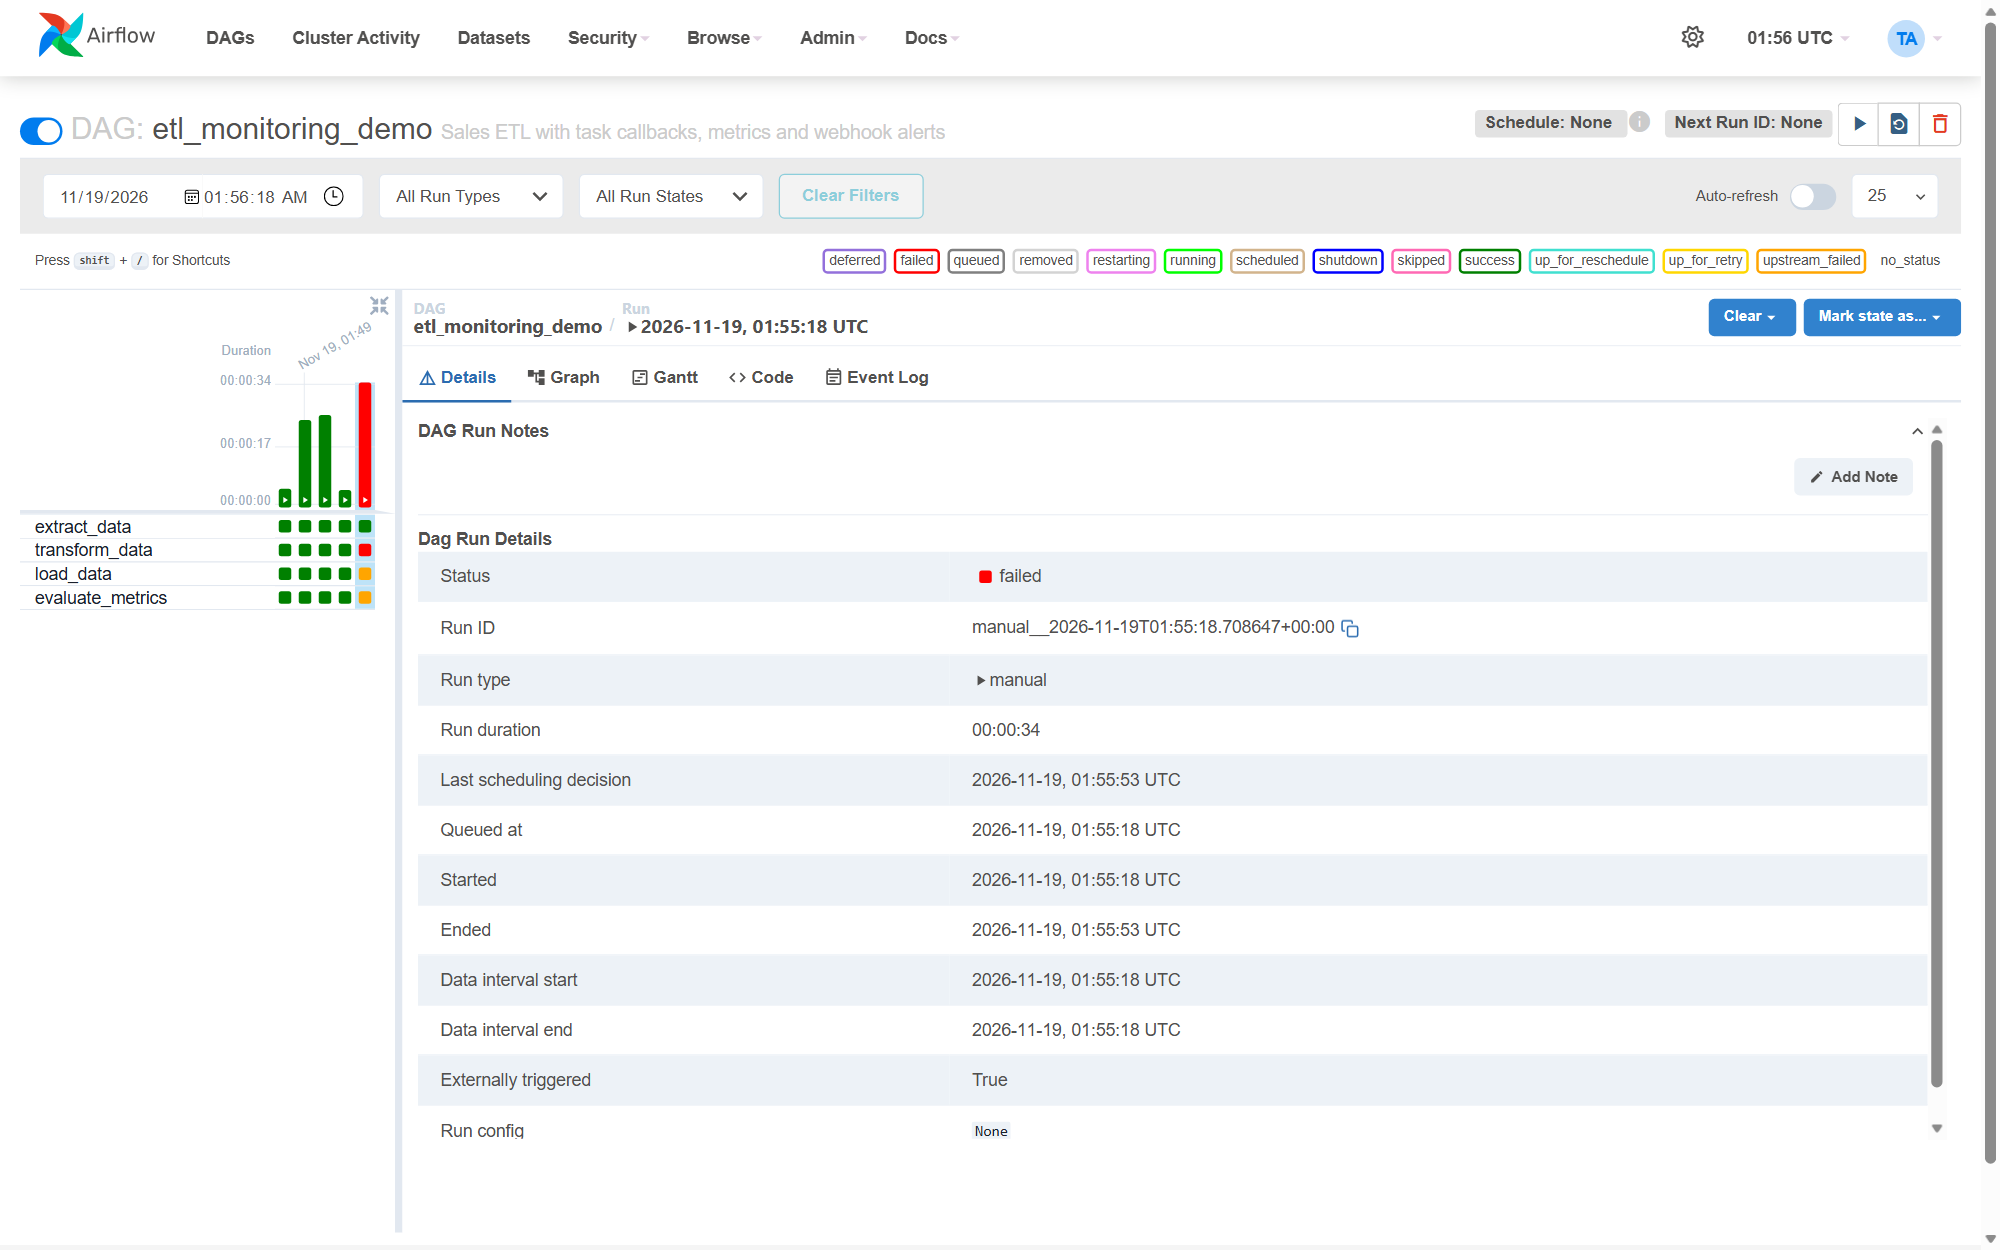 Airflow DAGs Cluster Activity Datasets Security Browse Admin Docs 01:56 UTC TA
DAG: etl_monitoring_demo Sales ETL with task callbacks, metrics and webhook alerts Schedule: None i Next Run ID: None
11/19/2026 01:56:18 AM All Run Types All Run States Clear Filters Auto-refresh 25
Press shift + / for Shortcuts deferred failed queued removed restarting running scheduled shutdown skipped success up_for_reschedule up_for_retry upstream_failed no_status
DAG Run
etl_monitoring_demo / 2026-11-19, 01:55:18 UTC Clear Mark state as...
Nov 19, 01:49
Duration
00:00:34
00:00:17
00:00:00
extract_data
transform_data
load_data
evaluate_metrics
Details Graph Gantt Code Event Log
DAG Run Notes
Add Note
Dag Run Details
Status failed
Run ID manual__2026-11-19T01:55:18.708647+00:00
Run type manual
Run duration 00:00:34
Last scheduling decision 2026-11-19, 01:55:53 UTC
Queued at 2026-11-19, 01:55:18 UTC
Started 2026-11-19, 01:55:18 UTC
Ended 2026-11-19, 01:55:53 UTC
Data interval start 2026-11-19, 01:55:18 UTC
Data interval end 2026-11-19, 01:55:18 UTC
Externally triggered True
Run config None